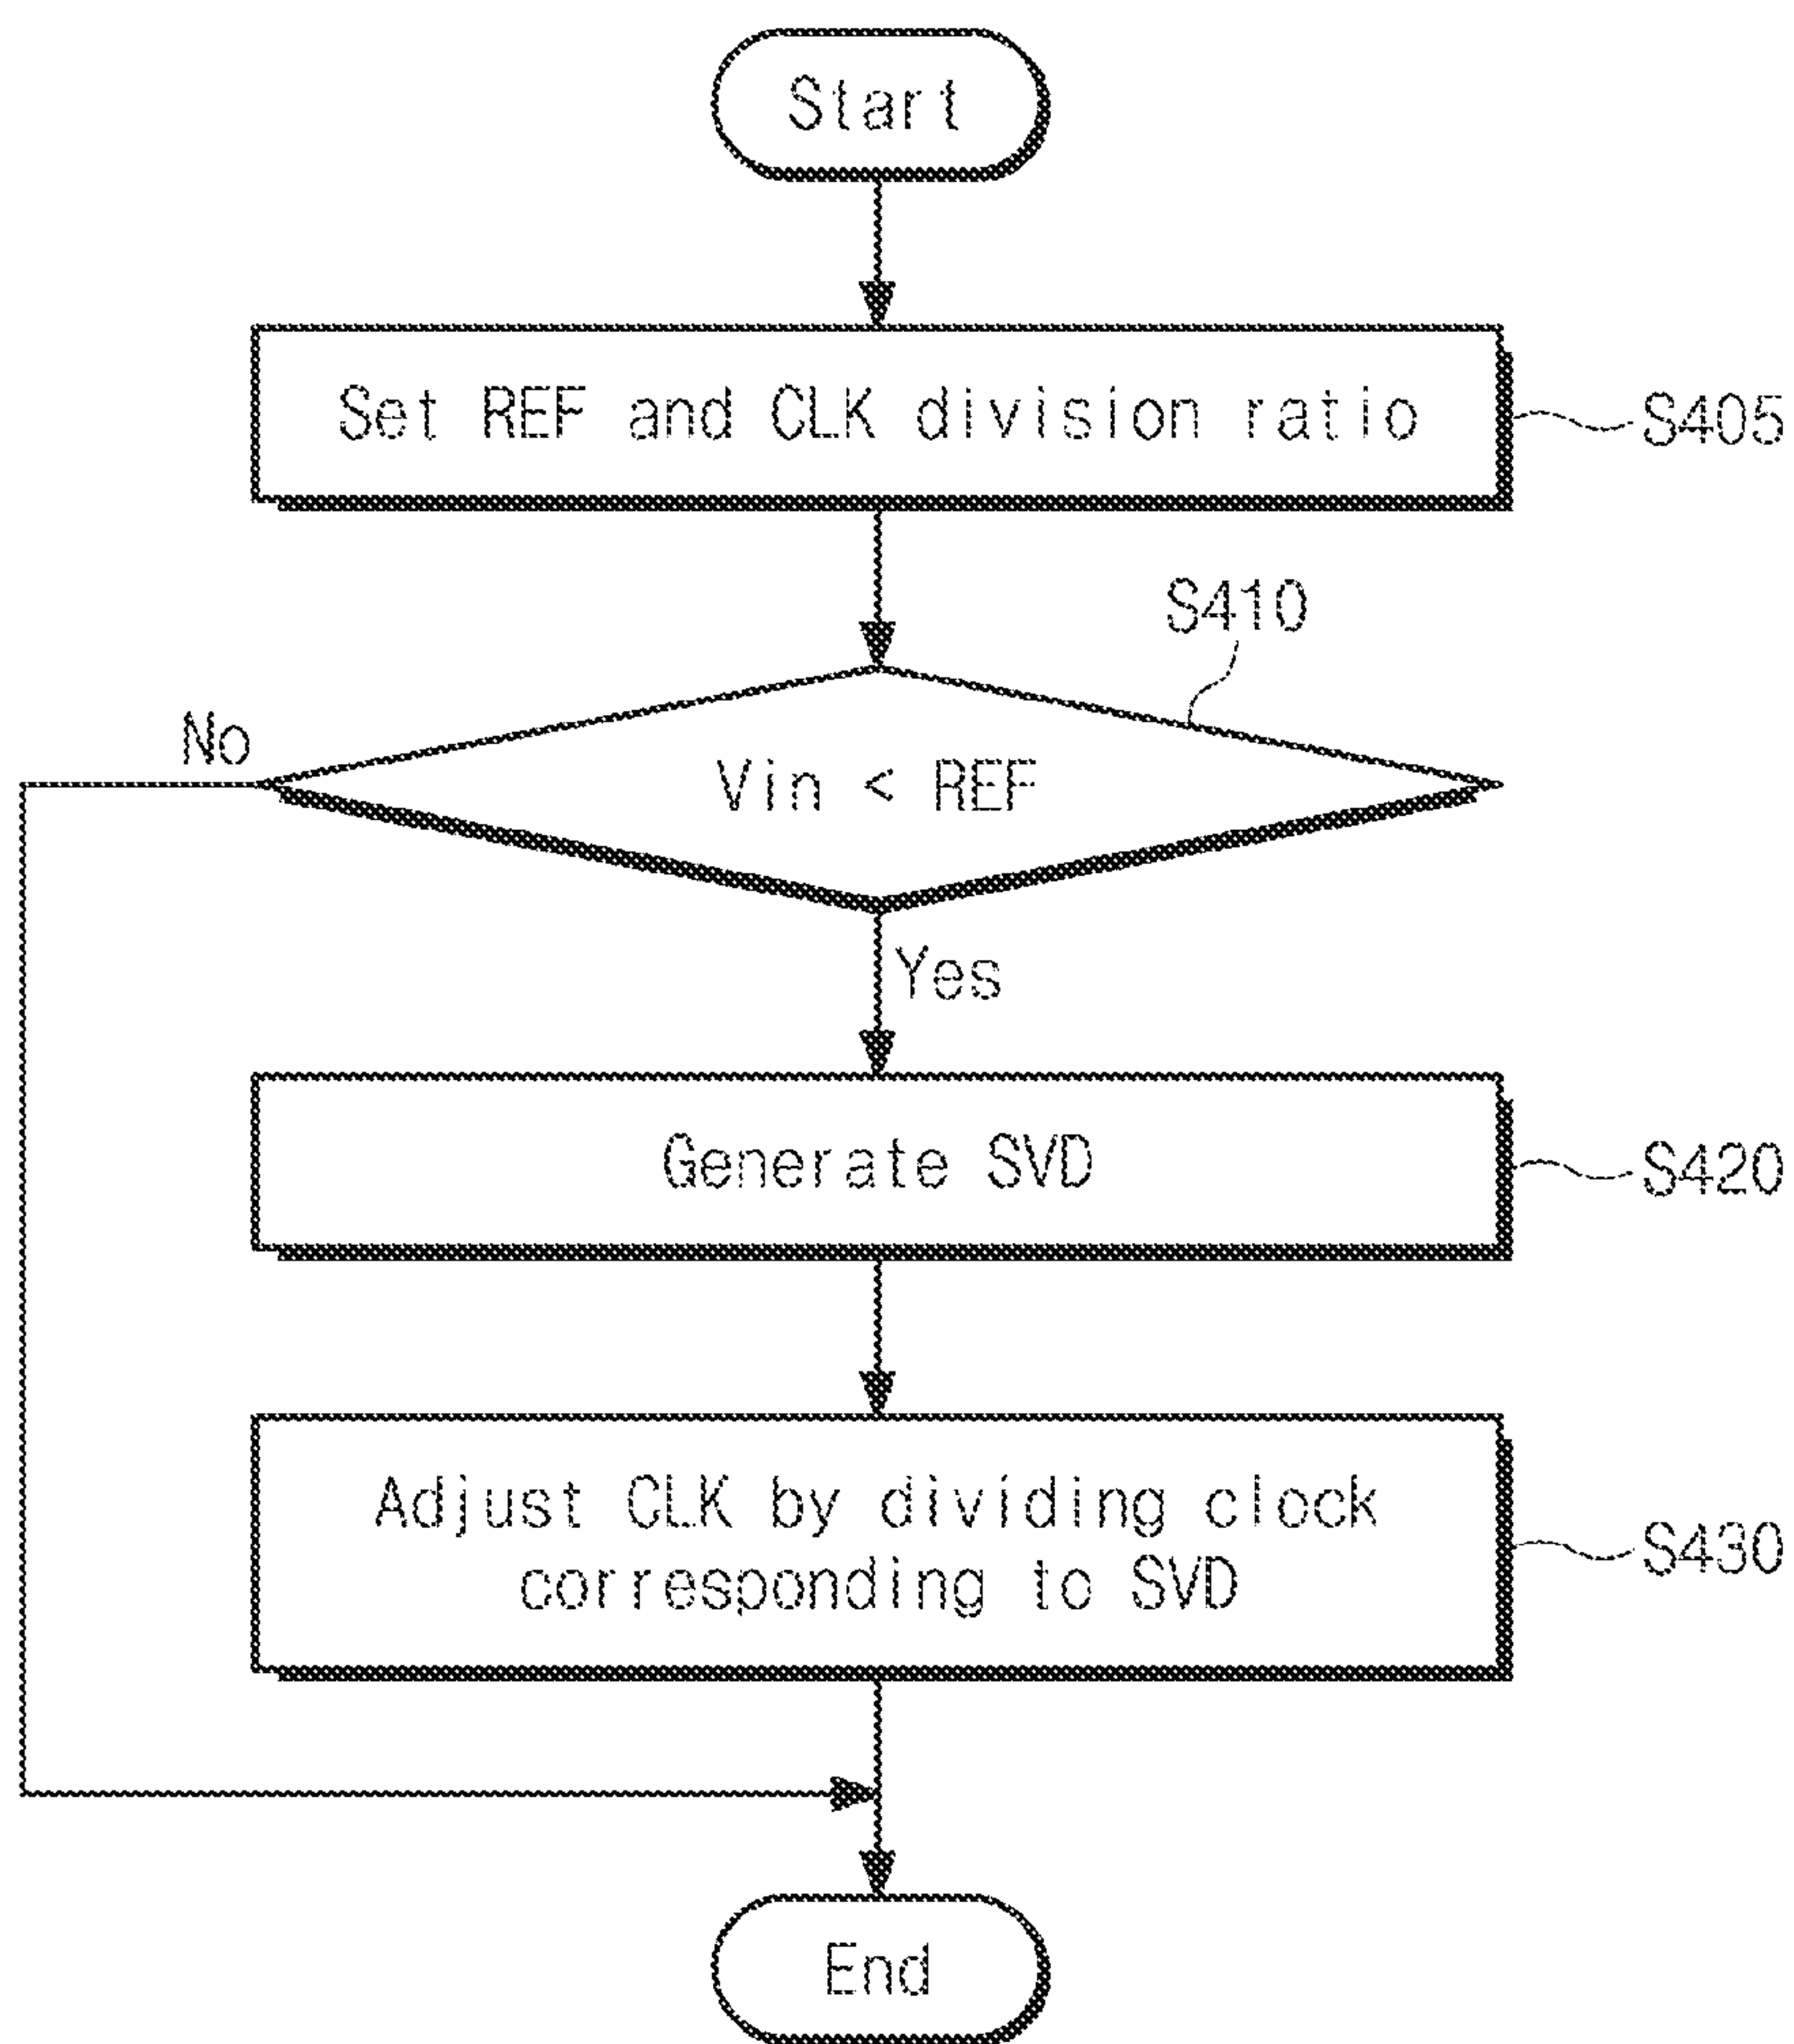 Start
Set REF and CLK division ratio
S405
S410
No
Vin < REF
Yes
Generate SVD
S420
Adjust CLK by dividing clock
corresponding to SVD
S430
End